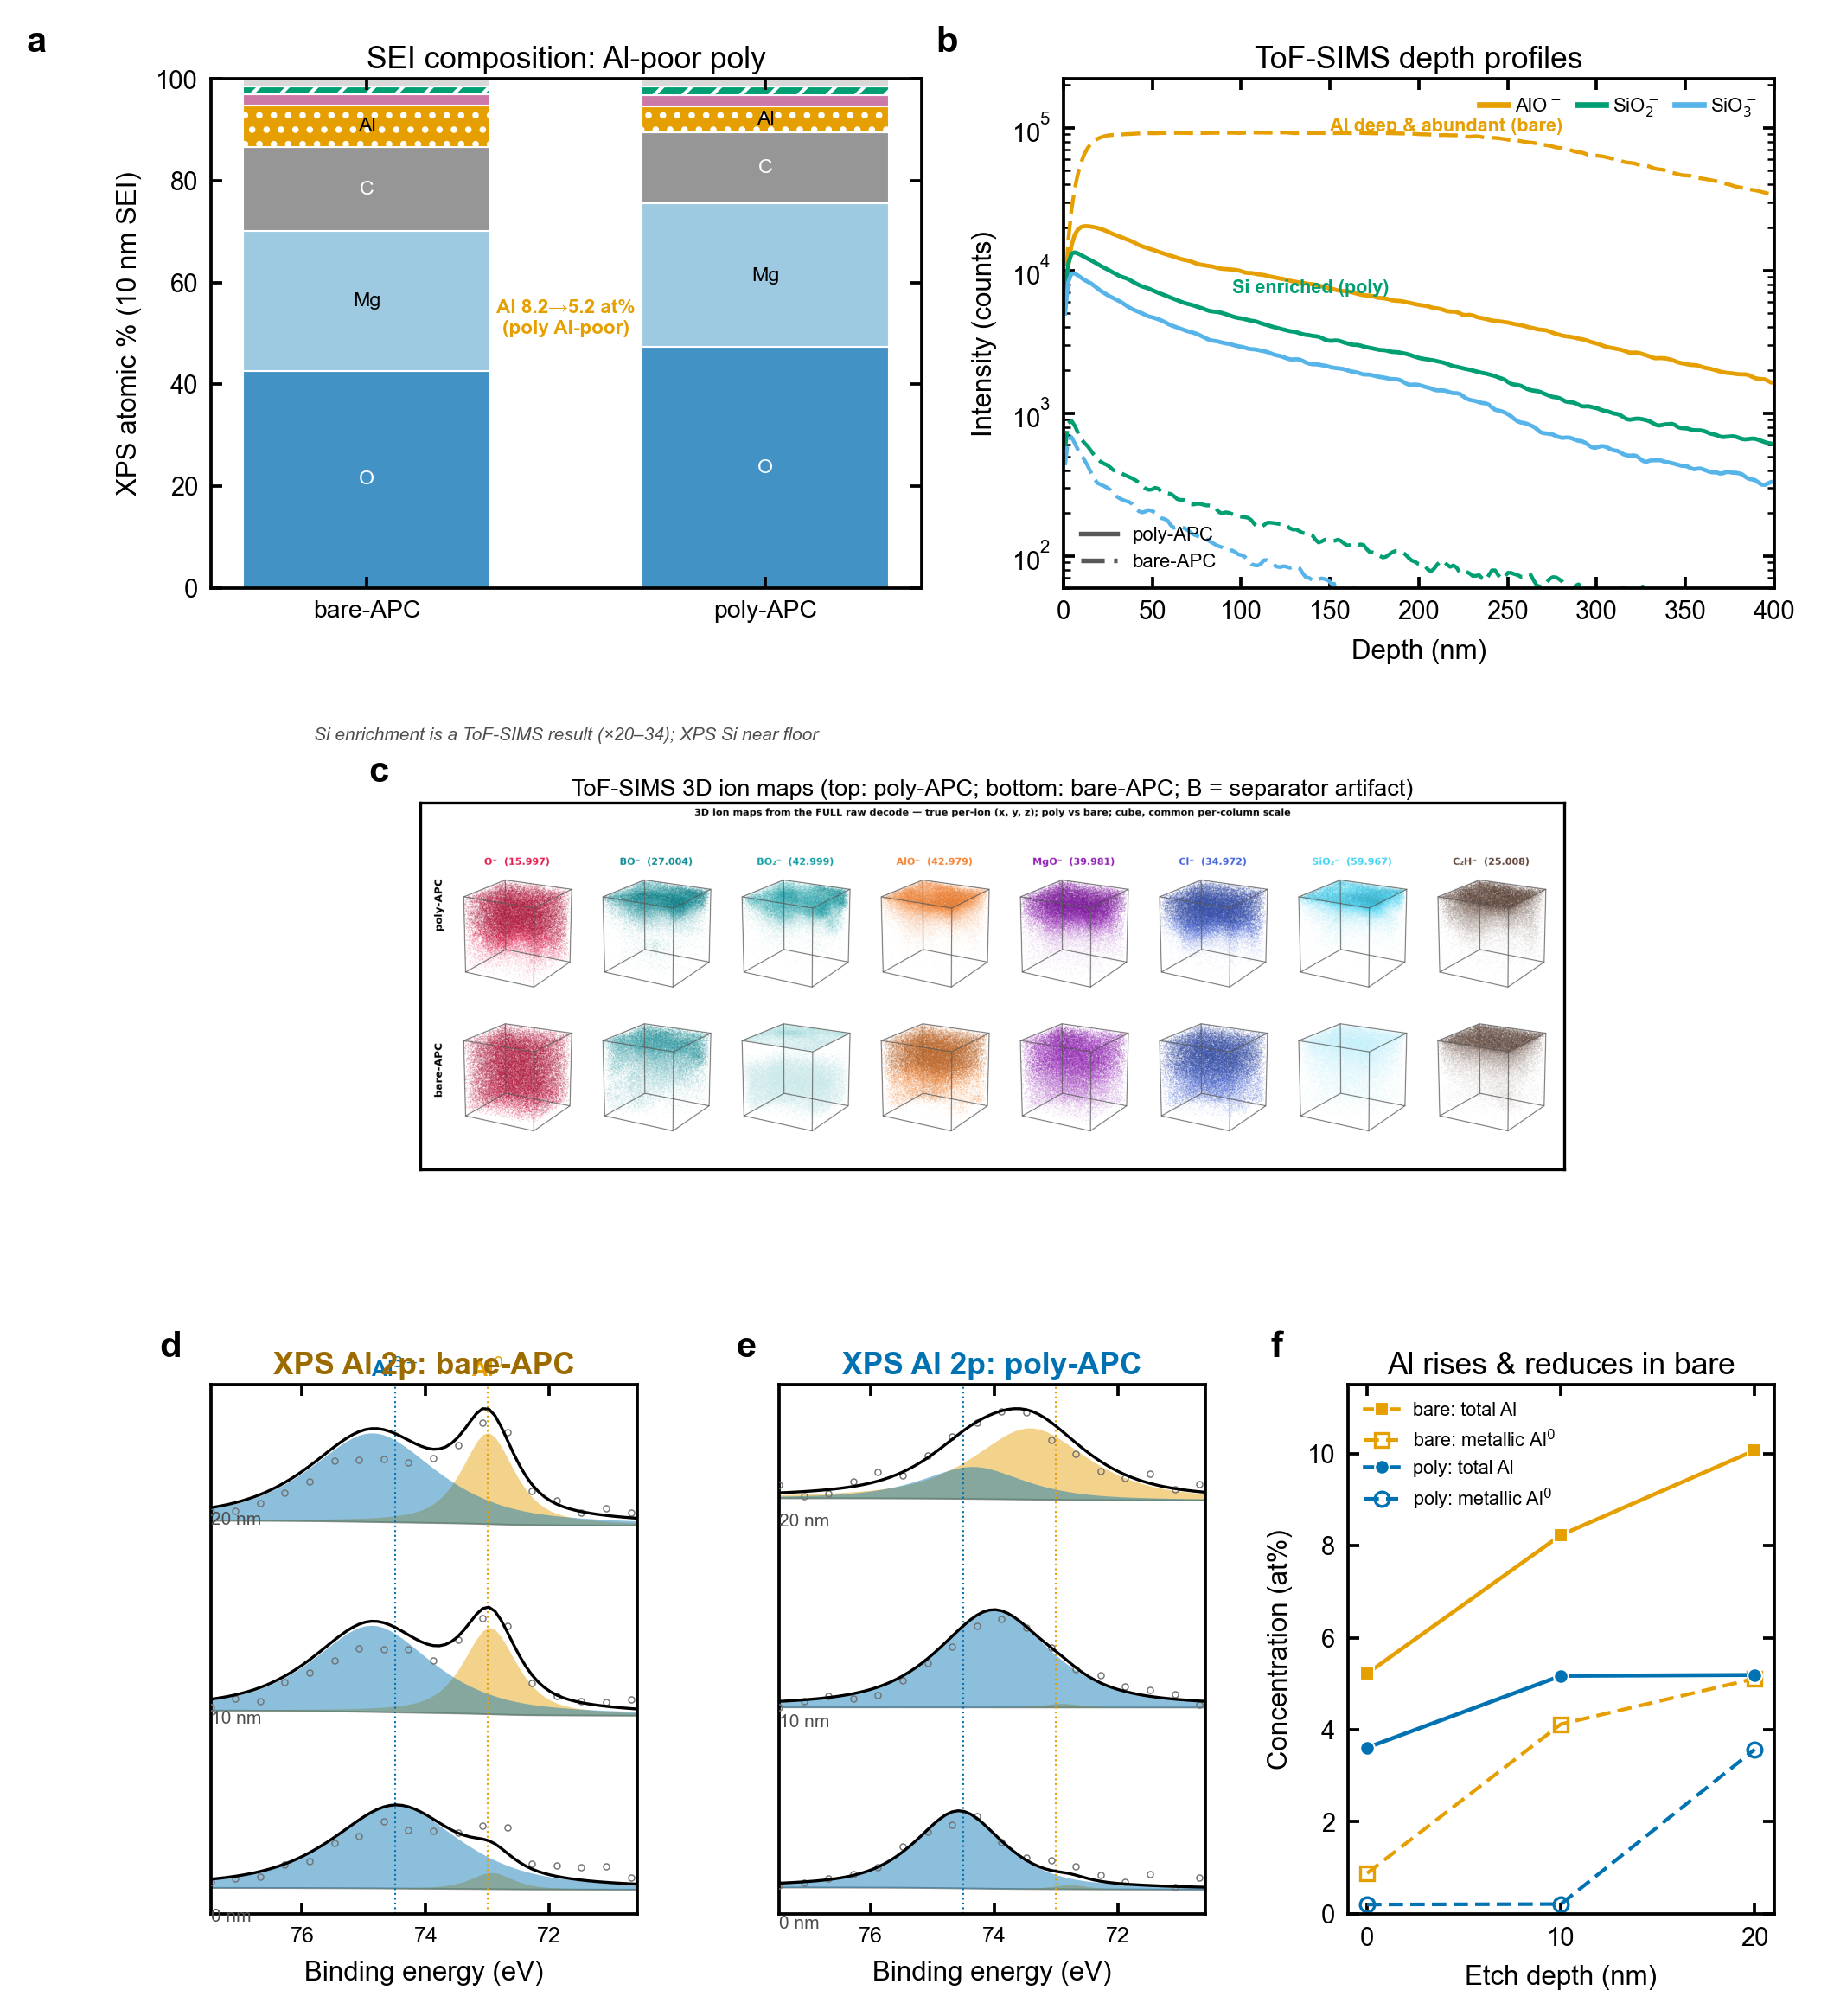 a
SEI composition: Al-poor poly
XPS atomic % (10 nm SEI)
100
80
60
40
20
0
Al
C
Mg
O
Al
C
Mg
O
Al 8.2→5.2 at%
(poly Al-poor)
bare-APC
poly-APC
b
ToF-SIMS depth profiles
AlO⁻ SiO₂⁻ SiO₃⁻
Al deep & abundant (bare)
Si enriched (poly)
poly-APC
bare-APC
Intensity (counts)
10⁵
10⁴
10³
10²
0 50 100 150 200 250 300 350 400
Depth (nm)
Si enrichment is a ToF-SIMS result (×20–34); XPS Si near floor
c
ToF-SIMS 3D ion maps (top: poly-APC; bottom: bare-APC; B = separator artifact)
3D ion maps from the FULL raw decode — true per-ion (x, y, z); poly vs bare; cube, common per-column scale
O⁻ (15.997) BO⁻ (27.004) BO₂⁻ (42.999) AlO⁻ (42.979) MgO⁻ (39.981) Cl⁻ (34.972) SiO₂⁻ (59.967) C₂H⁻ (25.008)
poly-APC
bare-APC
d
XPS Al 2p: bare-APC
20 nm
10 nm
0 nm
76 74 72
Binding energy (eV)
e
XPS Al 2p: poly-APC
20 nm
10 nm
0 nm
76 74 72
Binding energy (eV)
f
Al rises & reduces in bare
bare: total Al
bare: metallic Al⁰
poly: total Al
poly: metallic Al⁰
Concentration (at%)
10
8
6
4
2
0
0 10 20
Etch depth (nm)